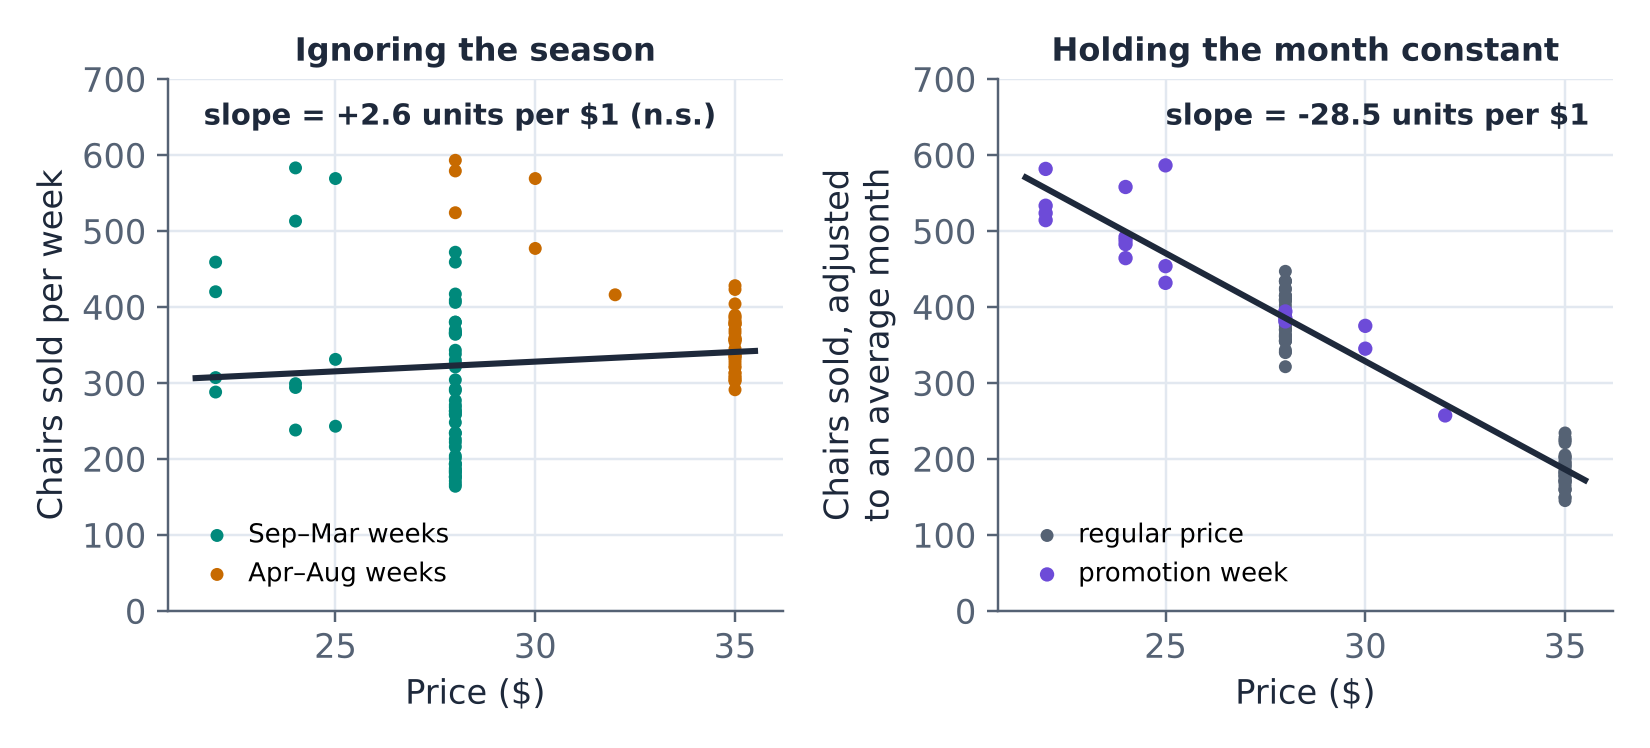 Ignoring the season
slope = +2.6 units per $1 (n.s.)
Chairs sold per week
700
600
500
400
300
200
100
0
Sep–Mar weeks
Apr–Aug weeks
25
30
35
Price ($)
Holding the month constant
slope = -28.5 units per $1
Chairs sold, adjusted
to an average month
700
600
500
400
300
200
100
0
regular price
promotion week
25
30
35
Price ($)